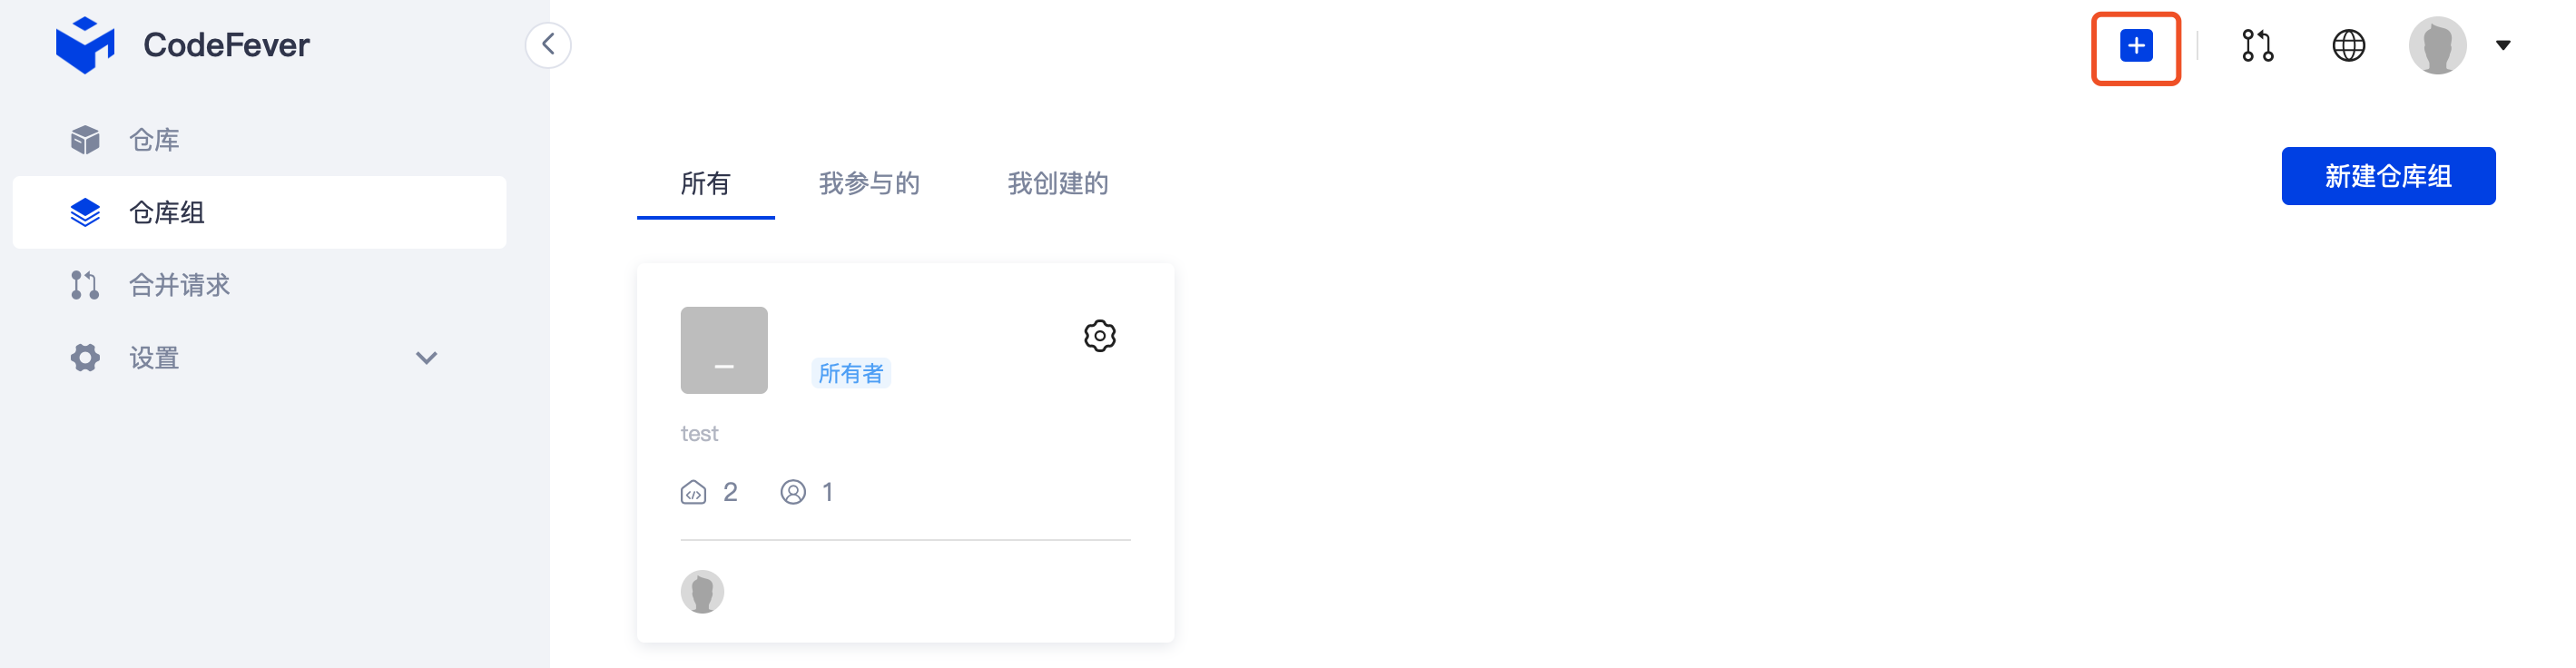 CodeFever
仓库
仓库组
合并请求
设置
所有
我参与的
我创建的
新建仓库组
所有者
test
2
1